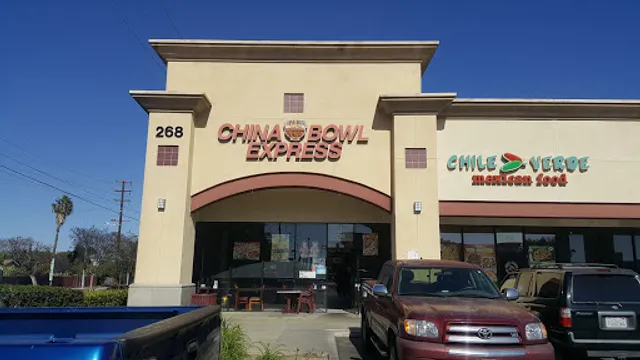 268
CHINA BOWL
EXPRESS
CHILE VERDE
mexican food